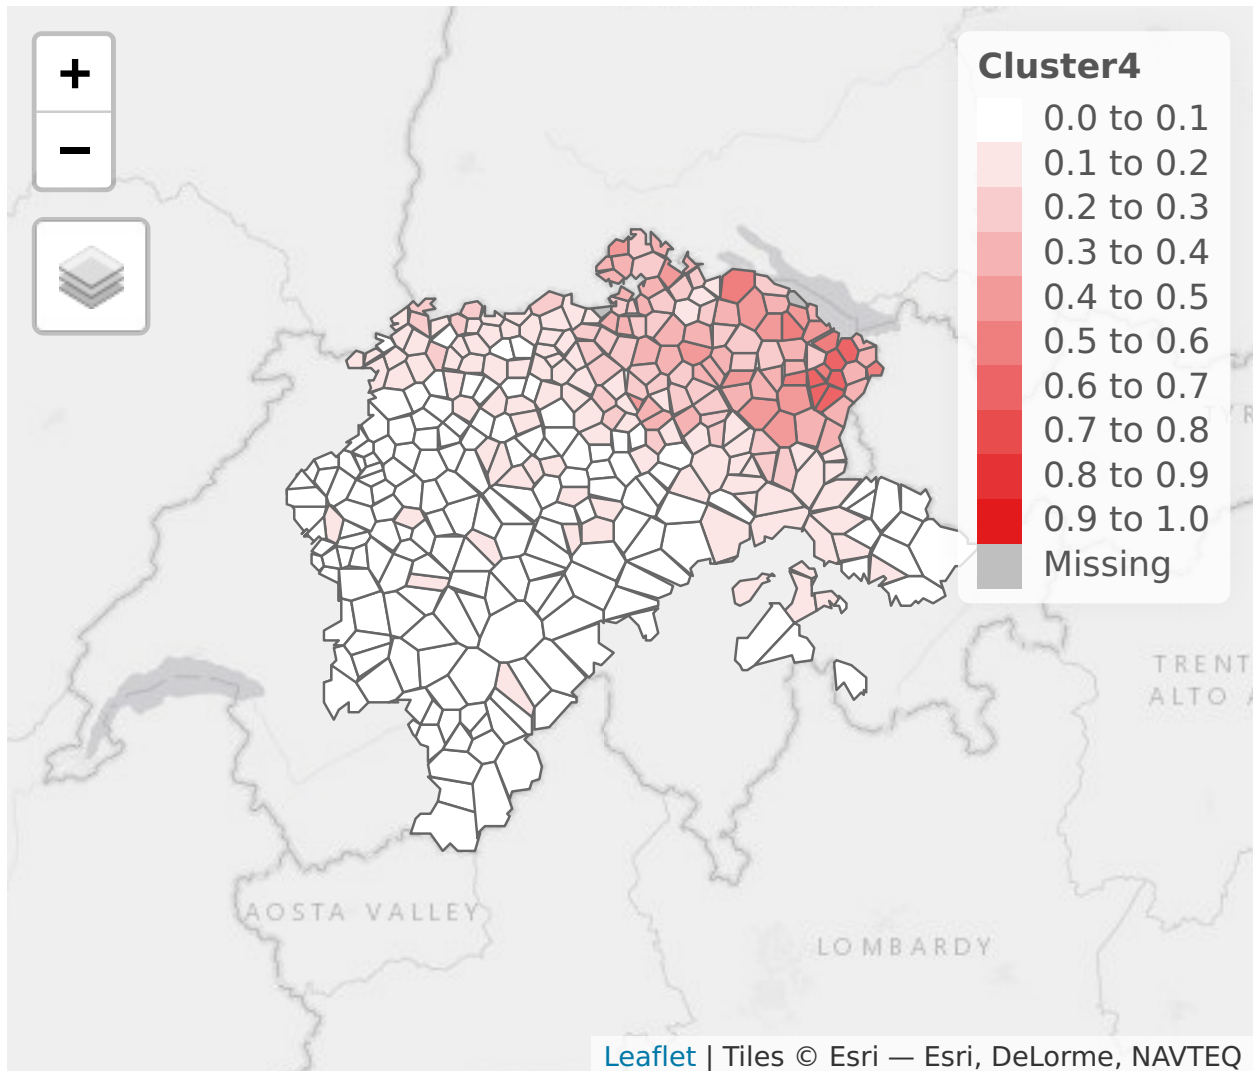 +
−
Cluster4
0.0 to 0.1
0.1 to 0.2
0.2 to 0.3
0.3 to 0.4
0.4 to 0.5
0.5 to 0.6
0.6 to 0.7
0.7 to 0.8
0.8 to 0.9
0.9 to 1.0
Missing
TYR
TRENT
ALTO A
AOSTA VALLEY
LOMBARDY
Leaflet | Tiles © Esri — Esri, DeLorme, NAVTEQ